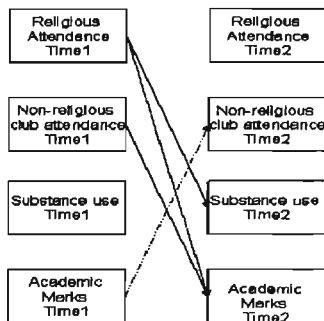 Religious
Attendance
Time1
Religious
Attendance
Time2
Non-religious
club attendance
Time1
Non-religious
club attendance
Time2
Substance use
Time1
Substance use
Time2
Academic
Marks
Time1
Academic
Marks
Time2